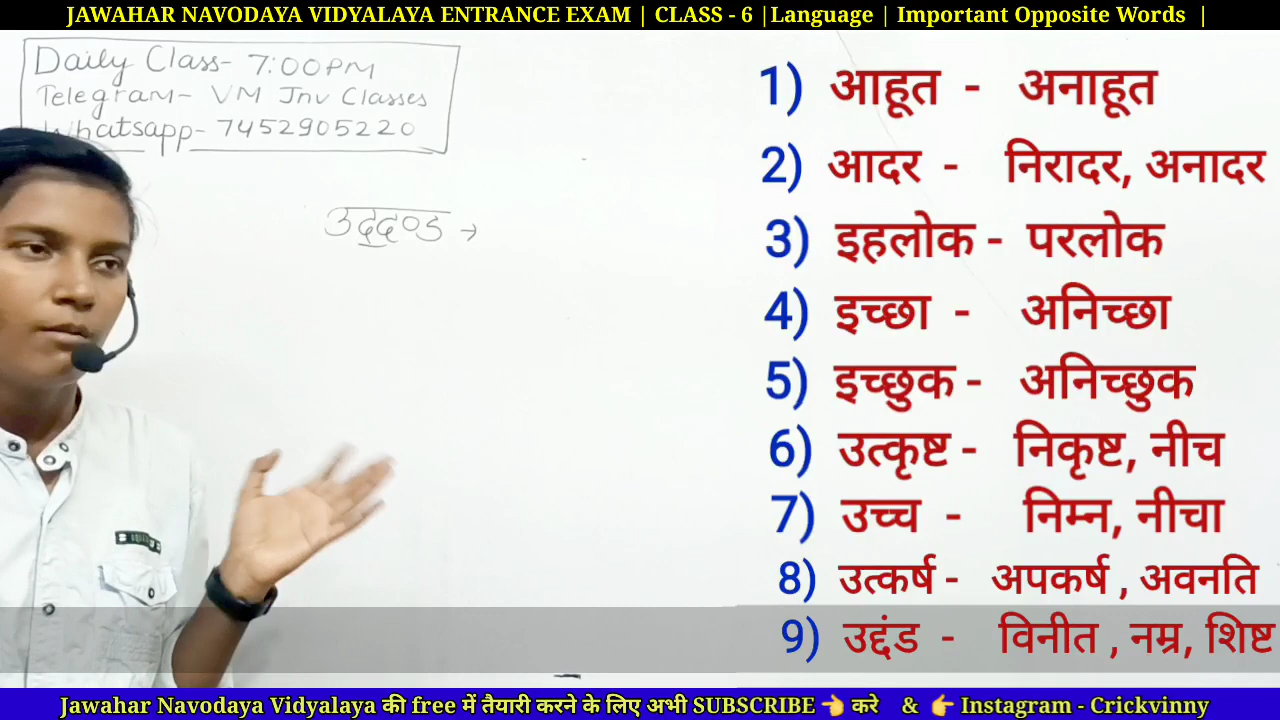 JAWAHAR NAVODAYA VIDYALAYA ENTRANCE EXAM | CLASS - 6 |Language | Important Opposite Words |
Daily Class- 7:00PM
Telegram- VM Jnv Classes
Whatsapp- 7452905220
उद्दण्ड →
1) आहूत - अनाहूत
2) आदर - निरादर, अनादर
3) इहलोक - परलोक
4) इच्छा - अनिच्छा
5) इच्छुक - अनिच्छुक
6) उत्कृष्ट - निकृष्ट, नीच
7) उच्च - निम्न, नीचा
8) उत्कर्ष - अपकर्ष , अवनति
9) उद्दंड - विनीत , नम्र, शिष्ट
Jawahar Navodaya Vidyalaya की free में तैयारी करने के लिए अभी SUBSCRIBE 👈 करे & 👉 Instagram - Crickvinny